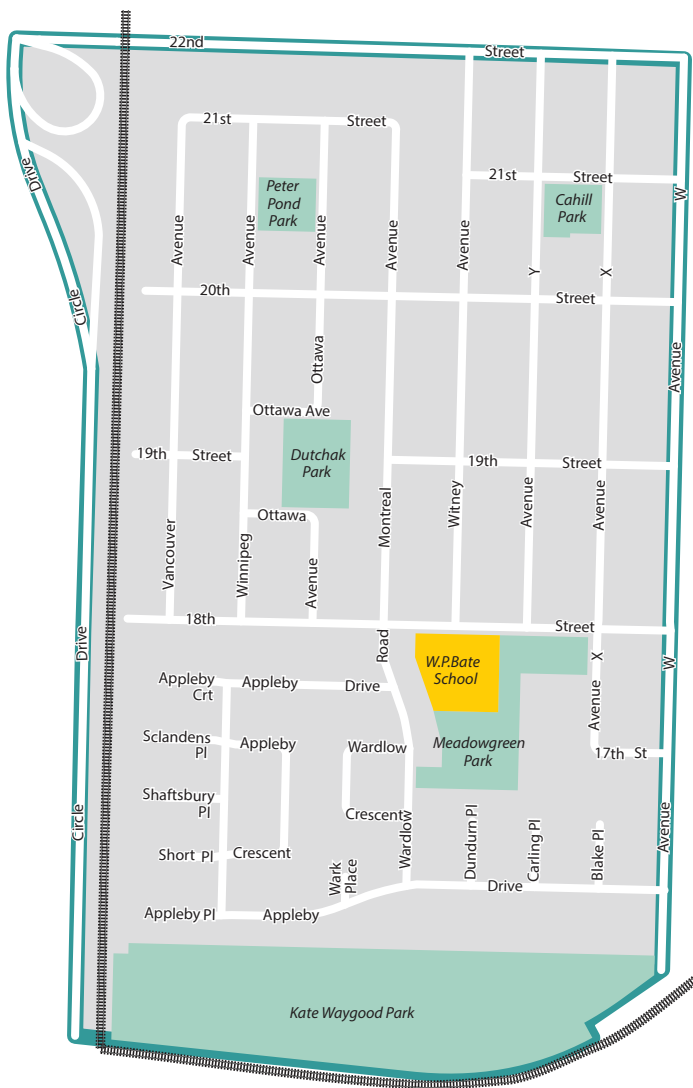 22nd
Street
21st
Street
21st
Street
Drive
Peter
Pond
Park
Cahill
Park
W
Avenue
Avenue
Avenue
Avenue
Avenue
Y
X
20th
Street
Circle
Ottawa
Avenue
Ottawa Ave
19th
Street
Dutchak
Park
19th
Street
Vancouver
Winnipeg
Ottawa
Avenue
Montreal
Witney
Avenue
Avenue
18th
Street
Drive
Road
W.P.Bate
School
X
Avenue
W
Appleby
Crt
Appleby
Drive
Sclandens
Pl
Appleby
Wardlow
Meadowgreen
Park
17th St
Shaftsbury
Pl
Crescent
Circle
Wardlow
Dundum Pl
Carling Pl
Blake Pl
Avenue
Short Pl
Crescent
Wark
Place
Drive
Appleby Pl
Appleby
Kate Waygood Park